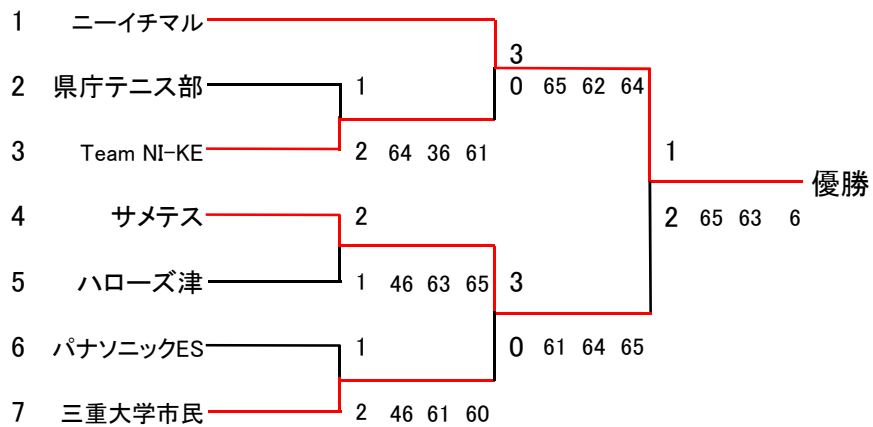 1 ニーイチマル
3
2 県庁テニス部 1 0 65 62 64
3 Team NI-KE 2 64 36 61 1
優勝
4 サメテス 2 2 65 63 6
5 ハローズ津 1 46 63 65 3
6 パナソニックES 1 0 61 64 65
7 三重大学市民 2 46 61 60